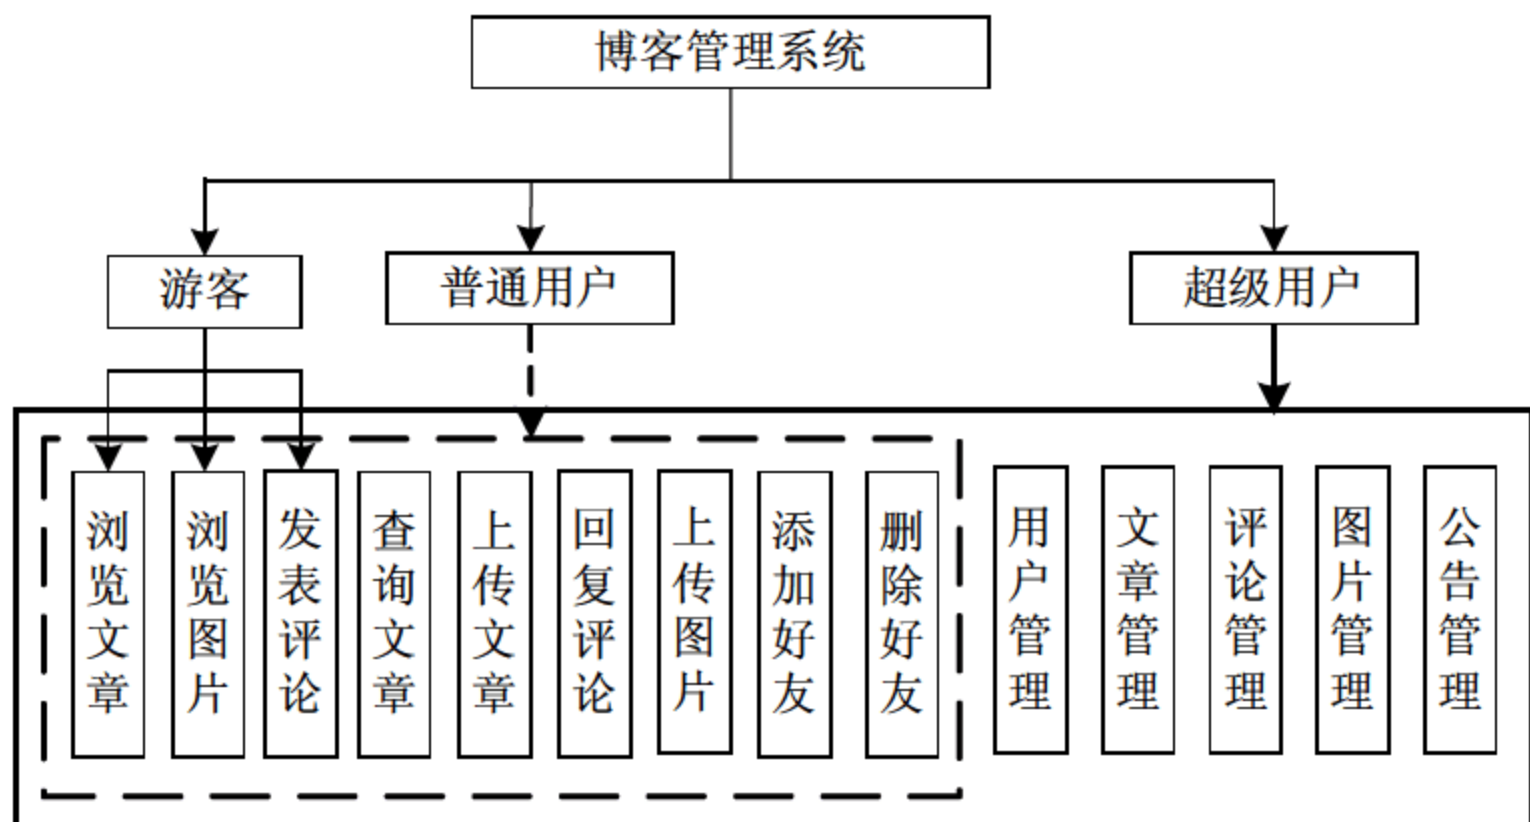 博客管理系统
游客
普通用户
超级用户
浏览文章
浏览图片
发表评论
查询文章
上传文章
回复评论
上传图片
添加好友
删除好友
用户管理
文章管理
评论管理
图片管理
公告管理